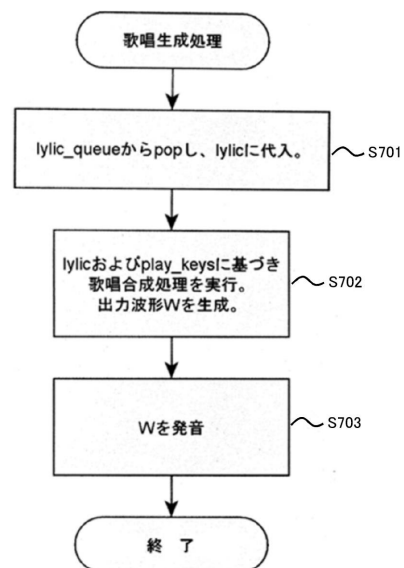 歌唱生成処理
lylic_queueからpopし、lylicに代入。
S701
lylicおよびplay_keysに基づき
歌唱合成処理を実行。
出力波形Wを生成。
S702
Wを発音
S703
終 了